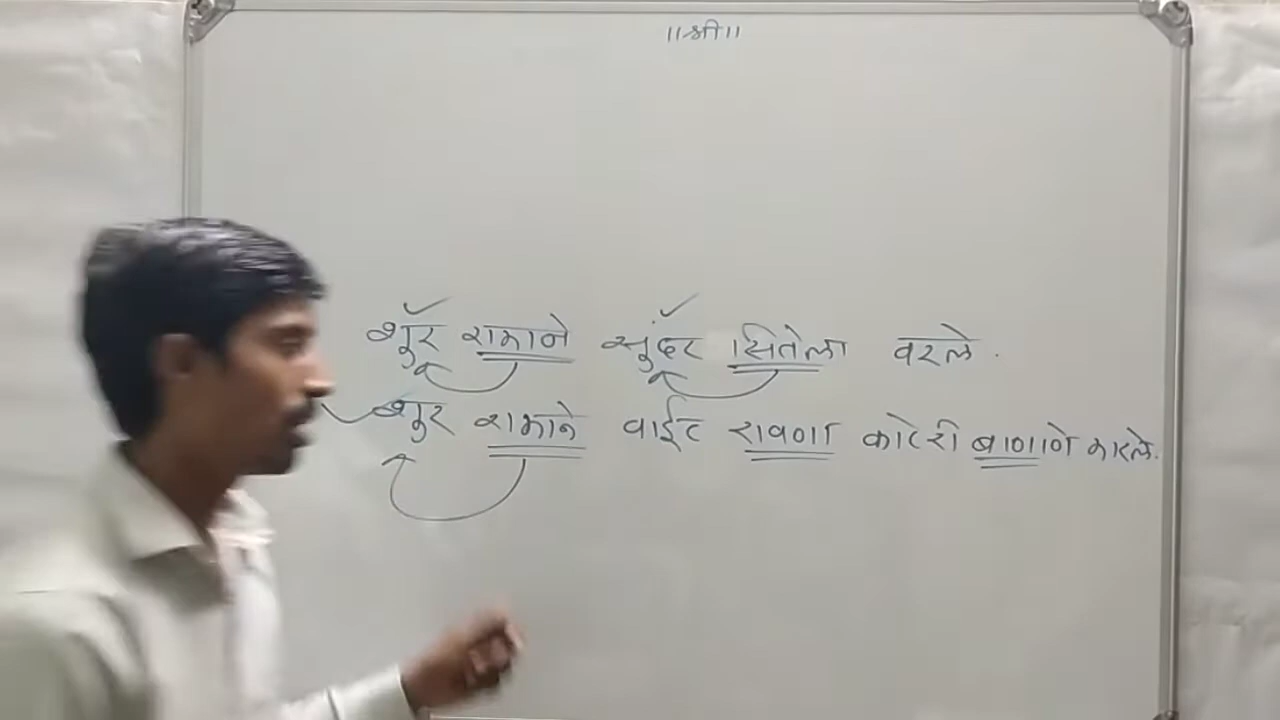 ॥श्री॥
शुर रामाने सुंदर सितेला वरले.
शुर रामाने वाईट रावणा काटेरी बाणाणे मारले.